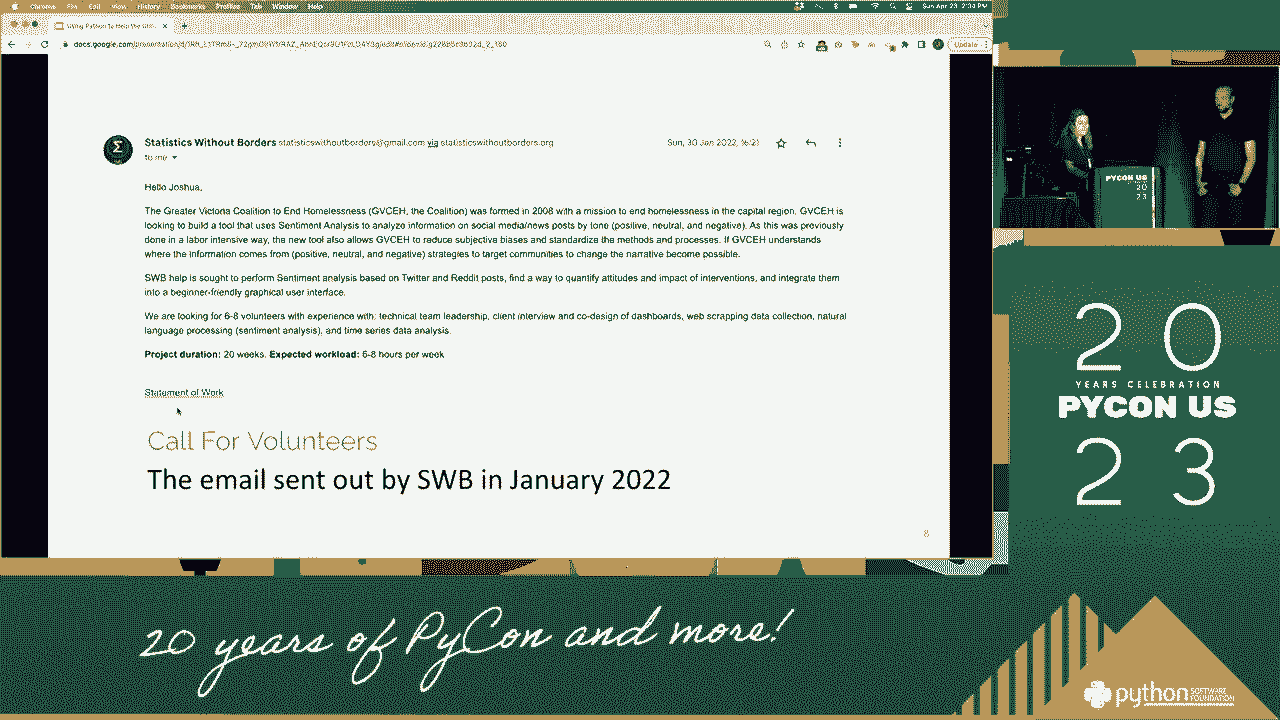 Chrome File Edit View History Bookmarks Profiles Tab Window Help
Sun Apr 23 2:34 PM
Using Python to Help the
Update
Statistics Without Borders statisticswithoutborders@gmail.com via statisticswithoutborders.org
Sun, 30 Jan 2022, 16:21
to me
Hello Joshua,
The Greater Victoria Coalition to End Homelessness (GVCEH, the Coalition) was formed in 2008 with a mission to end homelessness in the capital region. GVCEH is
looking to build a tool that uses Sentiment Analysis to analyze information on social media/news posts by tone (positive, neutral, and negative). As this was previously
done in a labor intensive way, the new tool also allows GVCEH to reduce subjective biases and standardize the methods and processes. If GVCEH understands
where the information comes from (positive, neutral, and negative) strategies to target communities to change the narrative become possible.
SWB help is sought to perform Sentiment analysis based on Twitter and Reddit posts, find a way to quantify attitudes and impact of interventions, and integrate them
into a beginner-friendly graphical user interface.
We are looking for 6-8 volunteers with experience with: technical team leadership, client interview and co-design of dashboards, web scrapping data collection, natural
language processing (sentiment analysis), and time series data analysis.
Project duration: 20 weeks. Expected workload: 6-8 hours per week
Statement of Work
Call For Volunteers
The email sent out by SWB in January 2022
8
PYCON US
20
23
20
YEARS CELEBRATION
PYCON US
23
20 years of PyCon and more!
python SOFTWARE
FOUNDATION